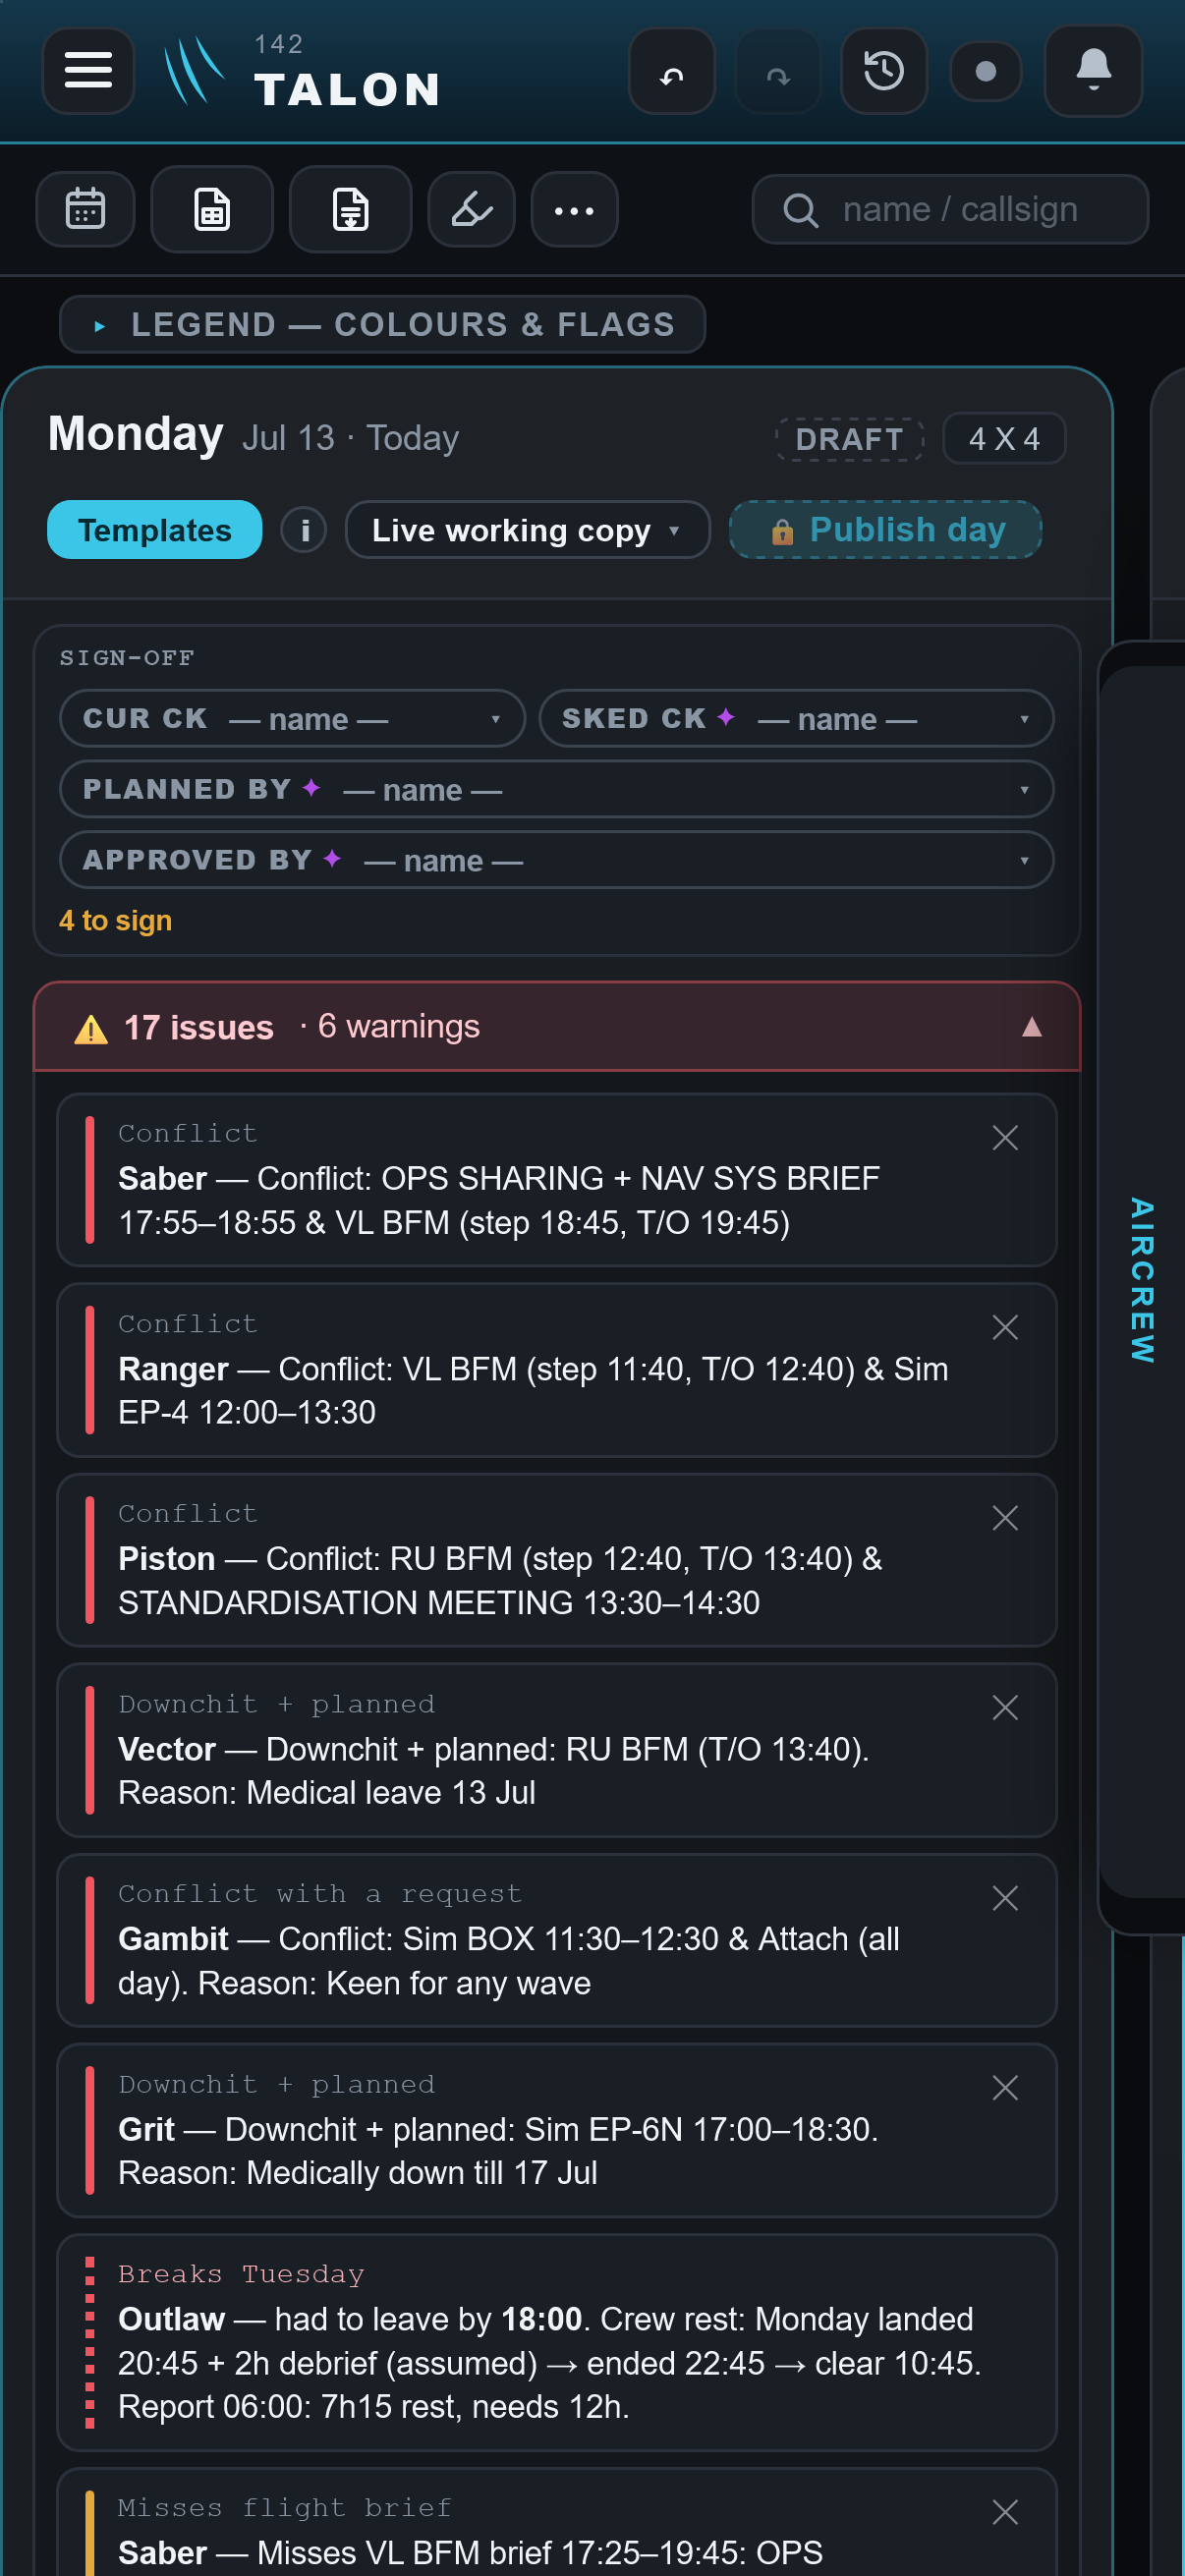 142
TALON
name / callsign
LEGEND — COLOURS & FLAGS
Monday Jul 13 · Today
DRAFT
4 X 4
Templates
i
Live working copy
Publish day
SIGN-OFF
CUR CK — name —
SKED CK — name —
PLANNED BY — name —
APPROVED BY — name —
4 to sign
17 issues · 6 warnings
Conflict
Saber — Conflict: OPS SHARING + NAV SYS BRIEF
17:55–18:55 & VL BFM (step 18:45, T/O 19:45)
Conflict
Ranger — Conflict: VL BFM (step 11:40, T/O 12:40) & Sim
EP-4 12:00–13:30
Conflict
Piston — Conflict: RU BFM (step 12:40, T/O 13:40) &
STANDARDISATION MEETING 13:30–14:30
Downchit + planned
Vector — Downchit + planned: RU BFM (T/O 13:40).
Reason: Medical leave 13 Jul
Conflict with a request
Gambit — Conflict: Sim BOX 11:30–12:30 & Attach (all
day). Reason: Keen for any wave
Downchit + planned
Grit — Downchit + planned: Sim EP-6N 17:00–18:30.
Reason: Medically down till 17 Jul
Breaks Tuesday
Outlaw — had to leave by 18:00. Crew rest: Monday landed
20:45 + 2h debrief (assumed) → ended 22:45 → clear 10:45.
Report 06:00: 7h15 rest, needs 12h.
Misses flight brief
Saber — Misses VL BFM brief 17:25–19:45: OPS
AIRCREW